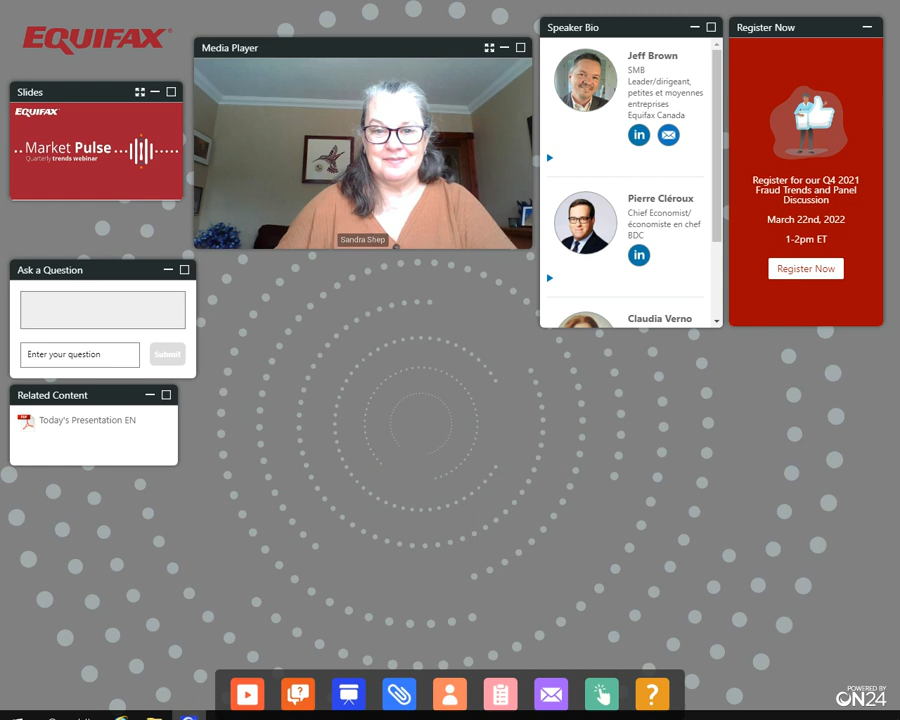 EQUIFAX
Slides
EQUIFAX
Market Pulse
Quarterly trends webinar
Media Player
Sandra Shep
Speaker Bio
Jeff Brown
SMB
Leader/dirigeant,
petites et moyennes
entreprises
Equifax Canada
in
Pierre Cléroux
Chief Economist/
économiste en chef
BDC
in
Claudia Verno
Register Now
Register for our Q4 2021
Fraud Trends and Panel
Discussion
March 22nd, 2022
1-2pm ET
Register Now
Ask a Question
Enter your question
Submit
Related Content
PDF
Today's Presentation EN
POWERED BY
ON24